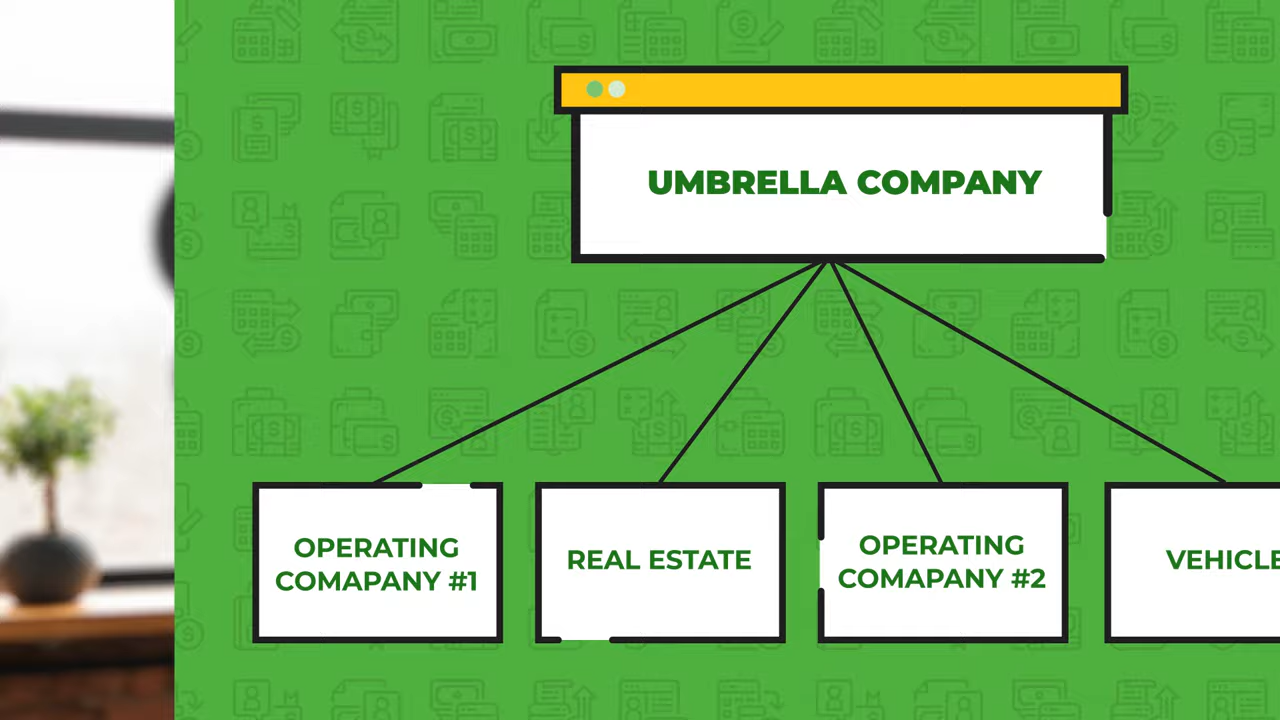 UMBRELLA COMPANY
OPERATING
COMAPANY #1
REAL ESTATE
OPERATING
COMAPANY #2
VEHICLE